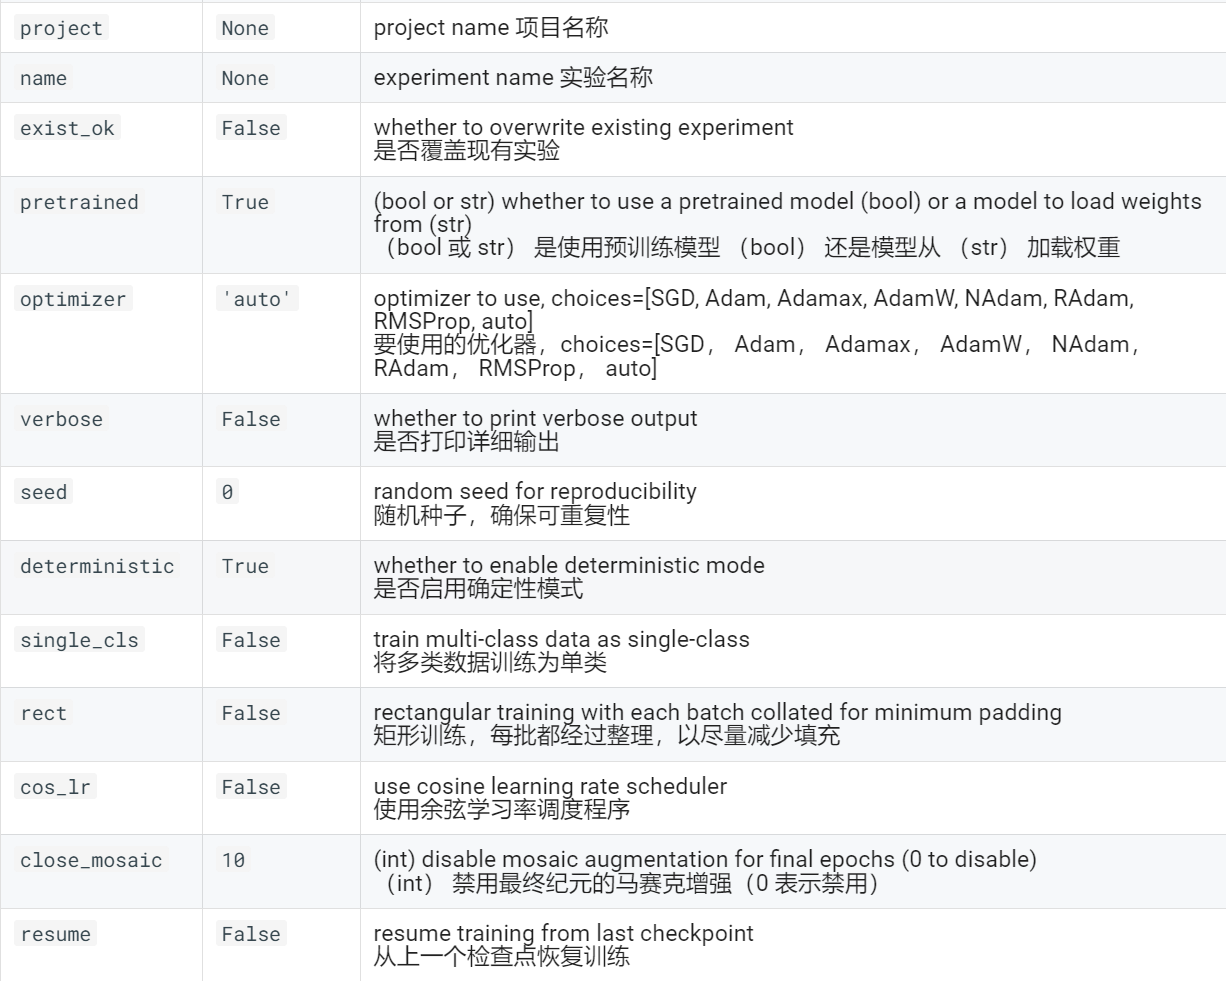 project None project name 项目名称
name None experiment name 实验名称
exist_ok False whether to overwrite existing experiment
是否覆盖现有实验
pretrained True (bool or str) whether to use a pretrained model (bool) or a model to load weights
from (str)
（bool 或 str） 是使用预训练模型 （bool） 还是模型从 （str） 加载权重
optimizer 'auto' optimizer to use, choices=[SGD, Adam, Adamax, AdamW, NAdam, RAdam,
RMSProp, auto]
要使用的优化器，choices=[SGD， Adam， Adamax， AdamW， NAdam，
RAdam， RMSProp， auto]
verbose False whether to print verbose output
是否打印详细输出
seed 0 random seed for reproducibility
随机种子，确保可重复性
deterministic True whether to enable deterministic mode
是否启用确定性模式
single_cls False train multi-class data as single-class
将多类数据训练为单类
rect False rectangular training with each batch collated for minimum padding
矩形训练，每批都经过整理，以尽量减少填充
cos_lr False use cosine learning rate scheduler
使用余弦学习率调度程序
close_mosaic 10 (int) disable mosaic augmentation for final epochs (0 to disable)
（int） 禁用最终纪元的马赛克增强（0 表示禁用）
resume False resume training from last checkpoint
从上一个检查点恢复训练